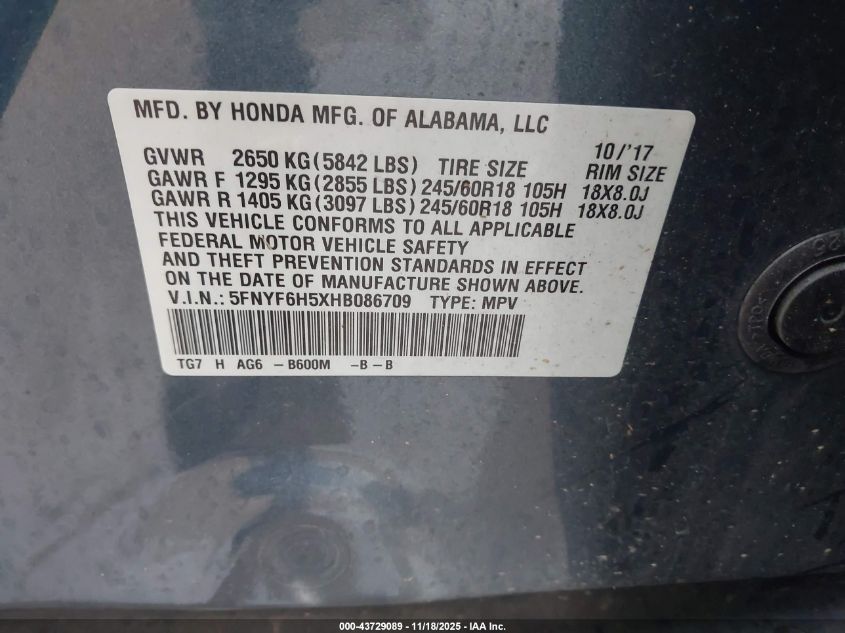 MFD. BY HONDA MFG. OF ALABAMA, LLC
10/'17
GVWR 2650 KG (5842 LBS) TIRE SIZE RIM SIZE
GAWR F 1295 KG (2855 LBS) 245/60R18 105H 18X8.0J
GAWR R 1405 KG (3097 LBS) 245/60R18 105H 18X8.0J
THIS VEHICLE CONFORMS TO ALL APPLICABLE
FEDERAL MOTOR VEHICLE SAFETY
AND THEFT PREVENTION STANDARDS IN EFFECT
ON THE DATE OF MANUFACTURE SHOWN ABOVE.
V.I.N.: 5FNYF6H5XHB086709 TYPE: MPV
TG7 H AG6 -B600M -B-B
000-43729089 - 11/18/2025 - IAA Inc.